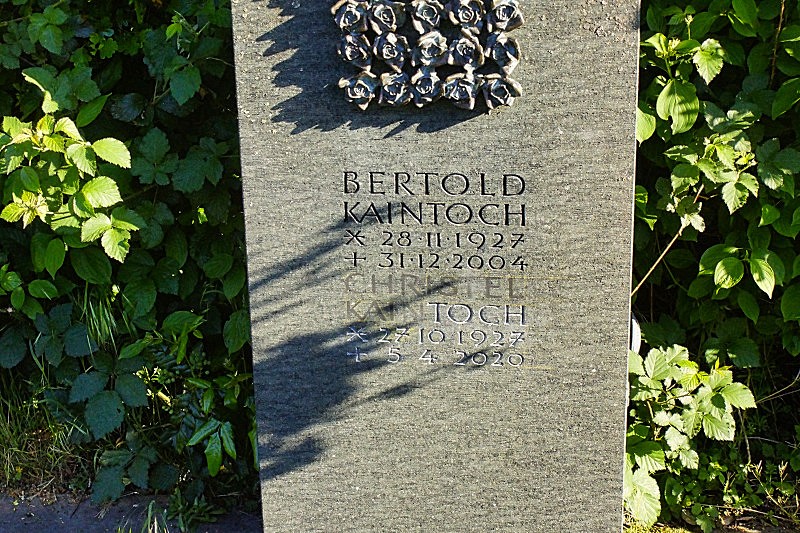 BERTOLD
KAINTOCH
* 28·11·1927
+ 31·12·2004
CHRISTEL
KAINTOCH
* 27 10 1927
+ 5 4 2020